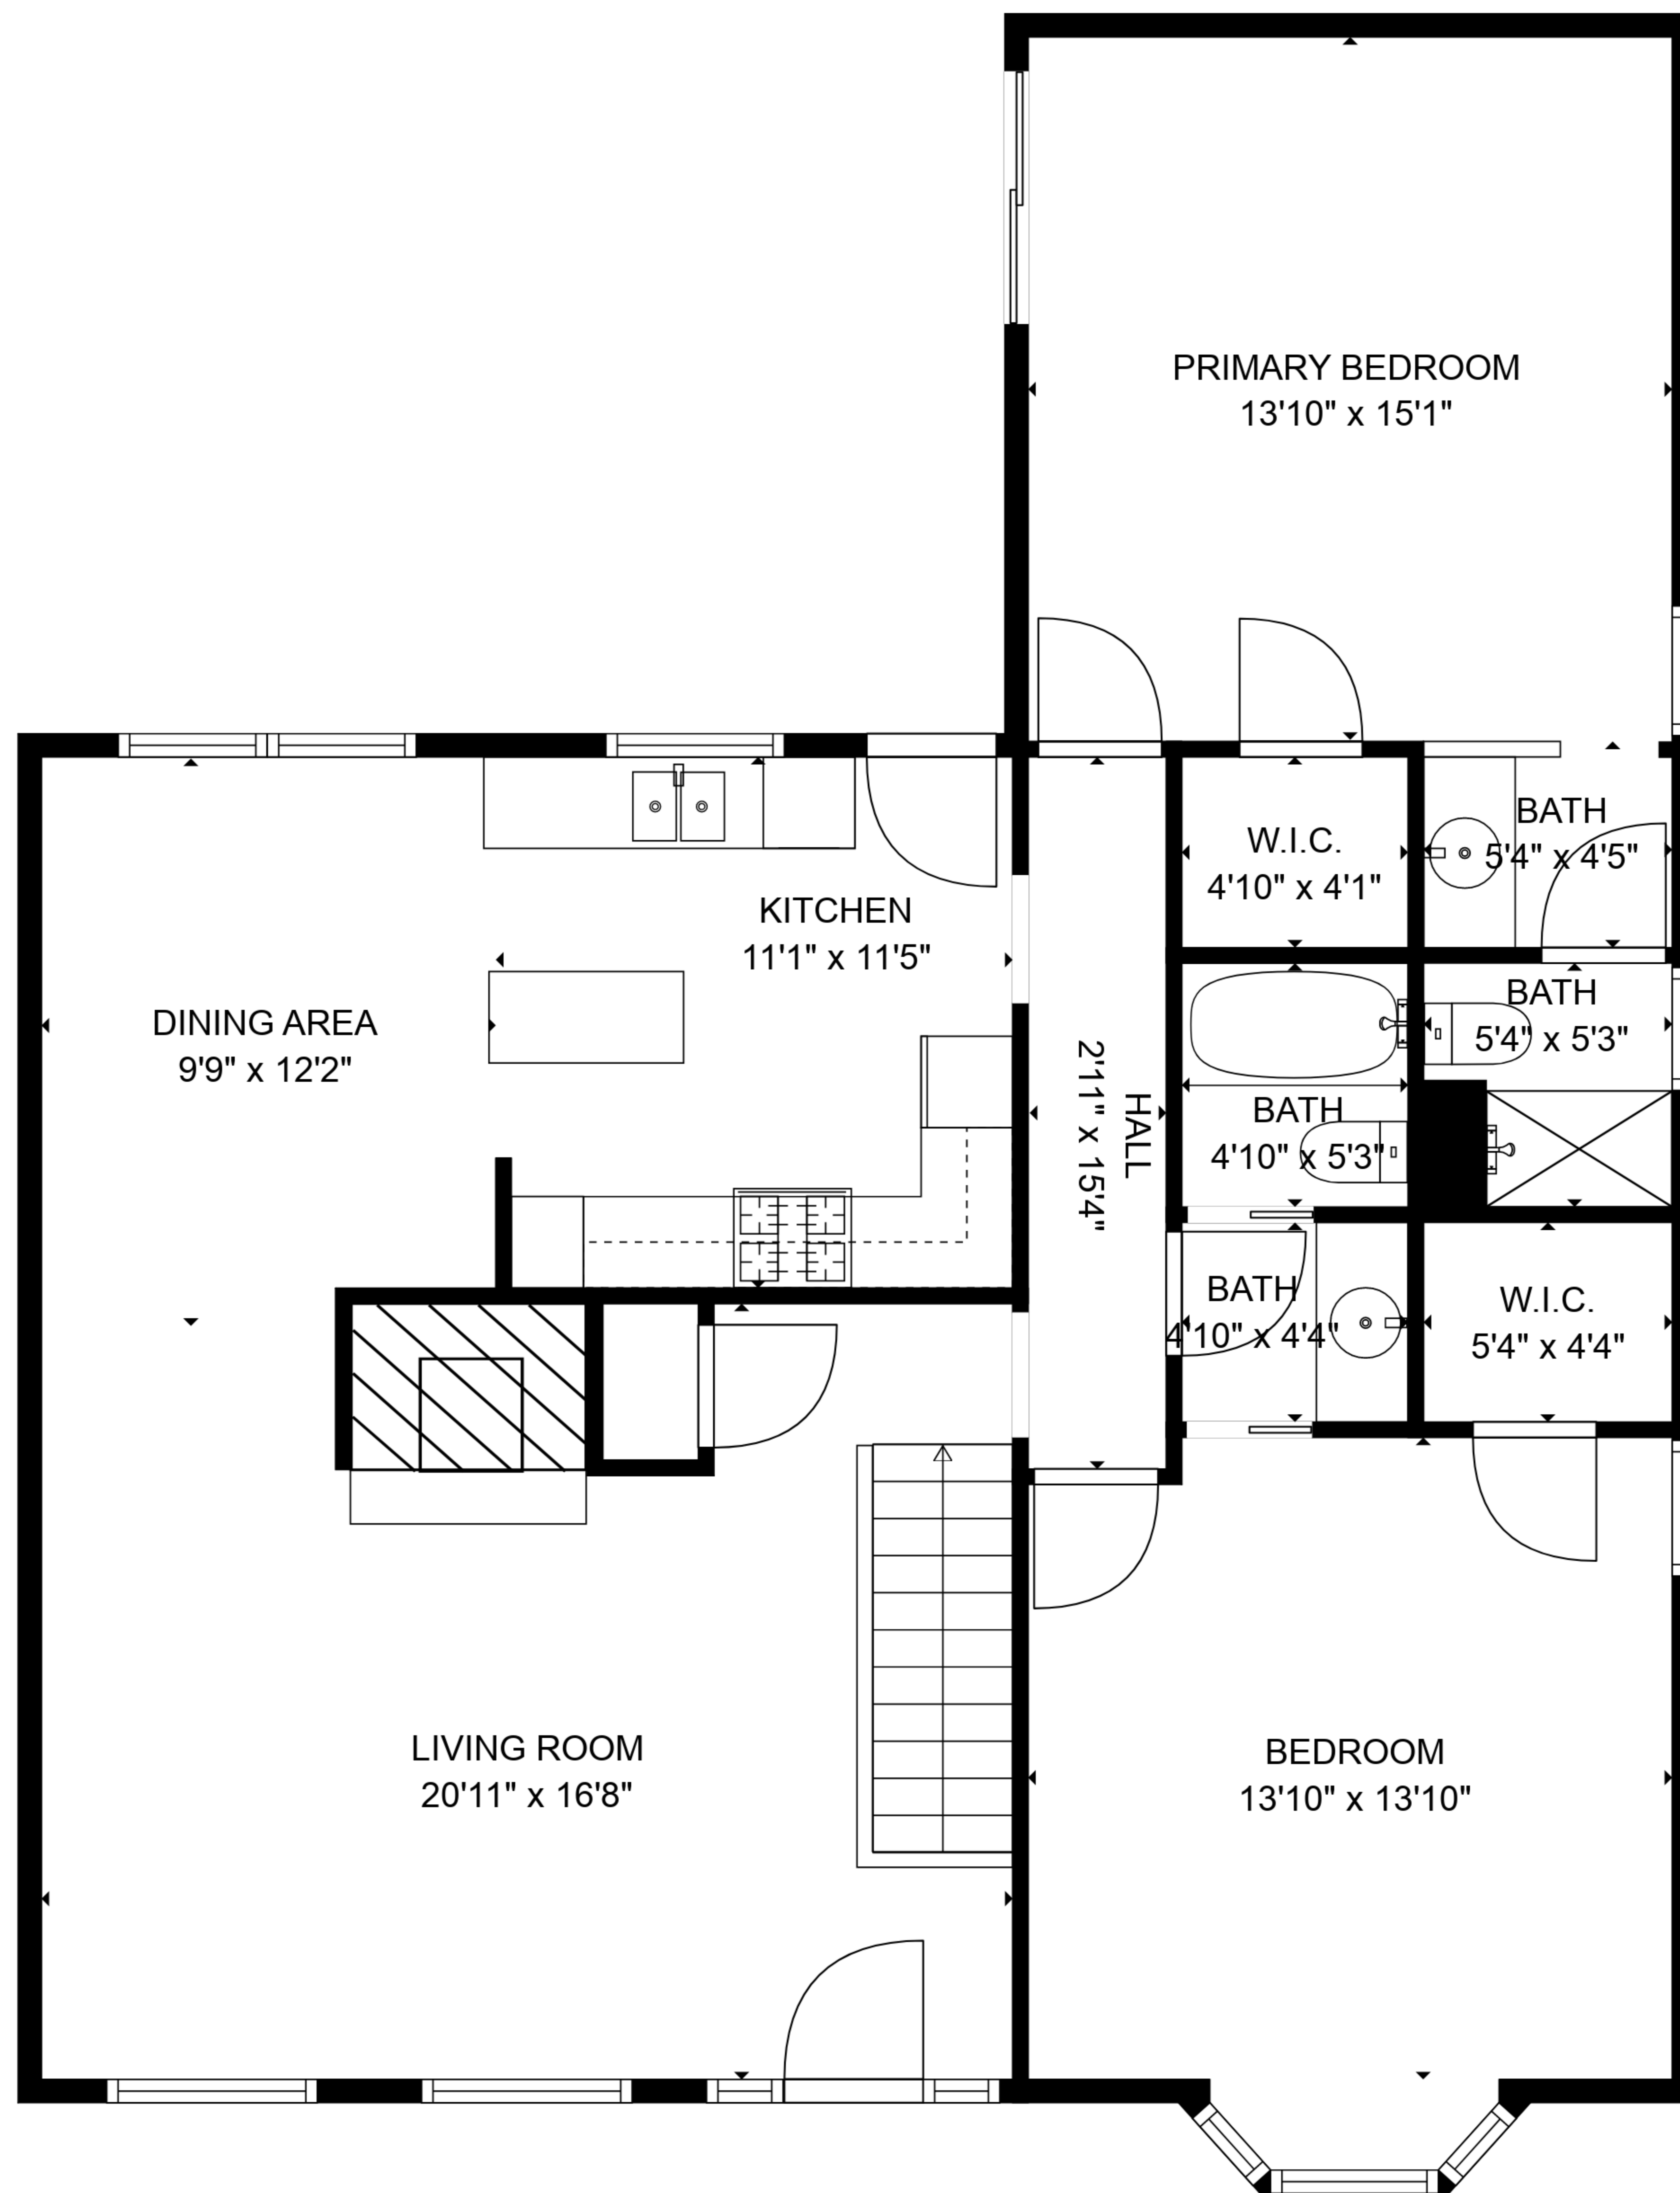 PRIMARY BEDROOM
13'10" x 15'1"
BATH
5'4" x 4'5"
W.I.C.
4'10" x 4'1"
KITCHEN
11'1" x 11'5"
BATH
5'4" x 5'3"
DINING AREA
9'9" x 12'2"
HALL
2'11" x 15'4"
BATH
4'10" x 5'3"
BATH
4'10" x 4'4"
W.I.C.
5'4" x 4'4"
LIVING ROOM
20'11" x 16'8"
BEDROOM
13'10" x 13'10"